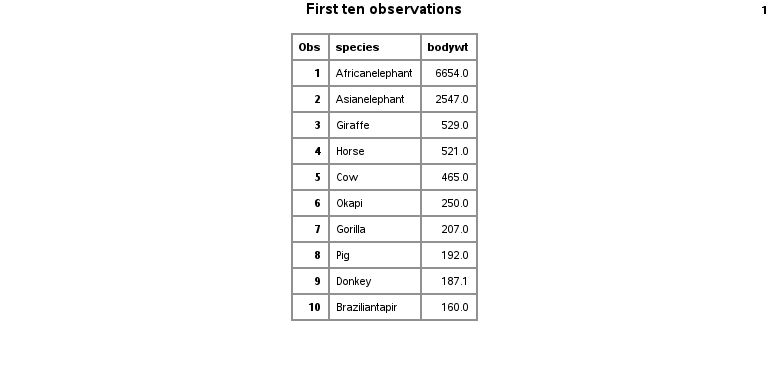 First ten observations 1
Obs species bodywt
1 Africanelephant 6654.0
2 Asianelephant 2547.0
3 Giraffe 529.0
4 Horse 521.0
5 Cow 465.0
6 Okapi 250.0
7 Gorilla 207.0
8 Pig 192.0
9 Donkey 187.1
10 Braziliantapir 160.0